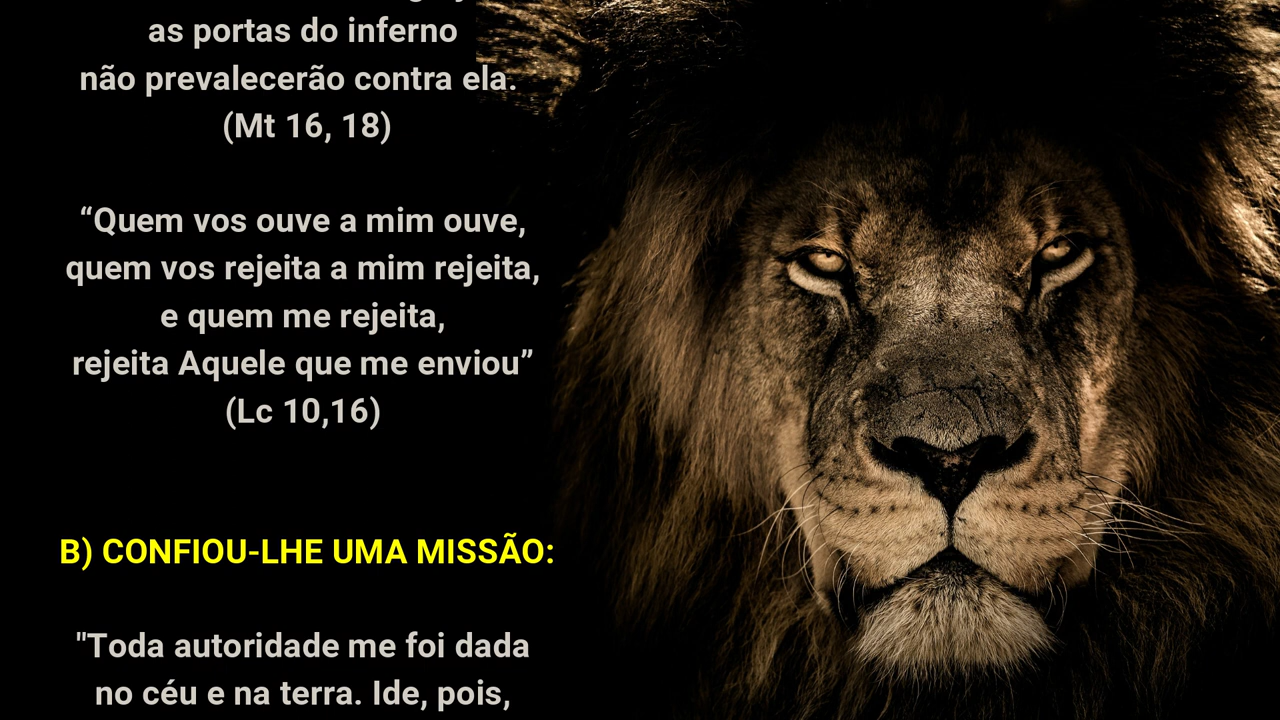 as portas do inferno
não prevalecerão contra ela.
(Mt 16, 18)
“Quem vos ouve a mim ouve,
quem vos rejeita a mim rejeita,
e quem me rejeita,
rejeita Aquele que me enviou”
(Lc 10,16)
B) CONFIOU-LHE UMA MISSÃO:
"Toda autoridade me foi dada
no céu e na terra. Ide, pois,